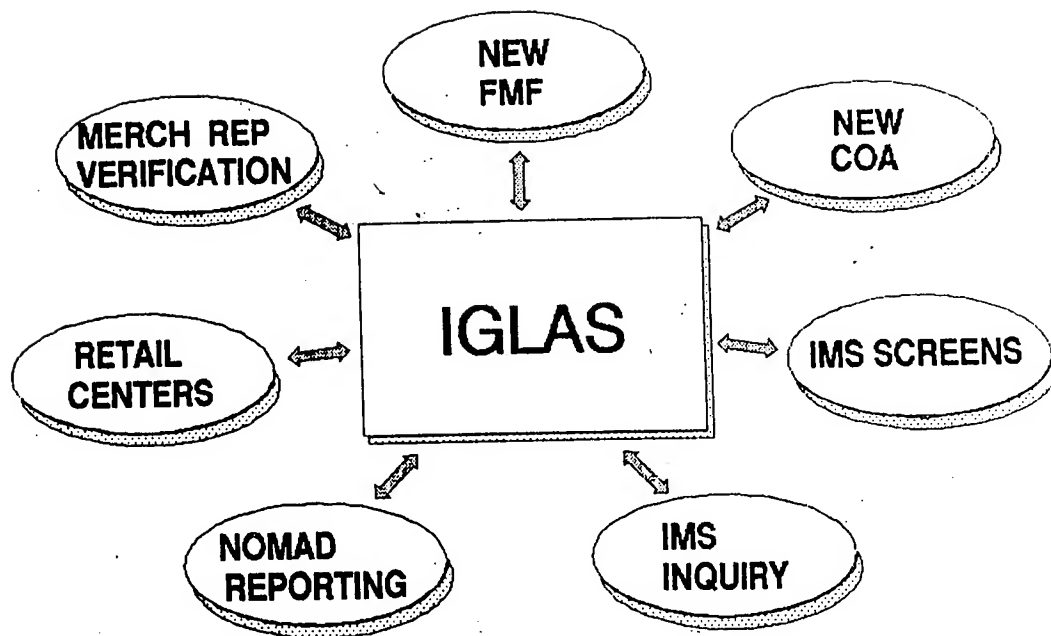 NEW
FMF
MERCH REP
VERIFICATION
NEW
COA
IGLAS
RETAIL
CENTERS
IMS SCREENS
NOMAD
REPORTING
IMS
INQUIRY